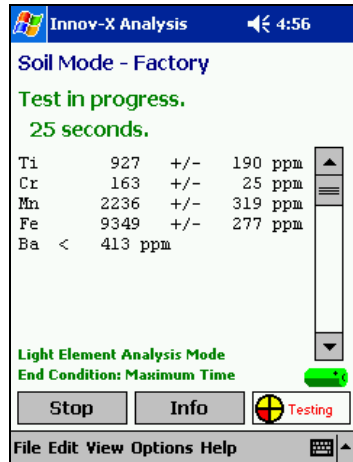 Innov-X Analysis 4:56
Soil Mode - Factory
Test in progress.
25 seconds.
Ti 927 +/- 190 ppm
Cr 163 +/- 25 ppm
Mn 2236 +/- 319 ppm
Fe 9349 +/- 277 ppm
Ba < 413 ppm
Light Element Analysis Mode
End Condition: Maximum Time
Stop Info Testing
File Edit View Options Help